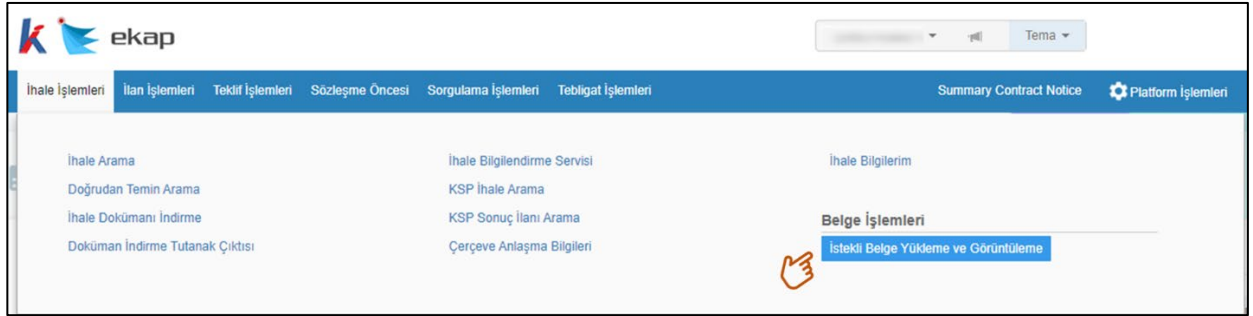 ekap
Tema
İhale İşlemleri İlan İşlemleri Teklif İşlemleri Sözleşme Öncesi Sorgulama İşlemleri Tebligat İşlemleri Summary Contract Notice Platform İşlemleri
İhale Arama
Doğrudan Temin Arama
İhale Dokümanı İndirme
Doküman İndirme Tutanak Çıktısı
İhale Bilgilendirme Servisi
KSP İhale Arama
KSP Sonuç İlanı Arama
Çerçeve Anlaşma Bilgileri
İhale Bilgilerim
Belge İşlemleri
İstekli Belge Yükleme ve Görüntüleme